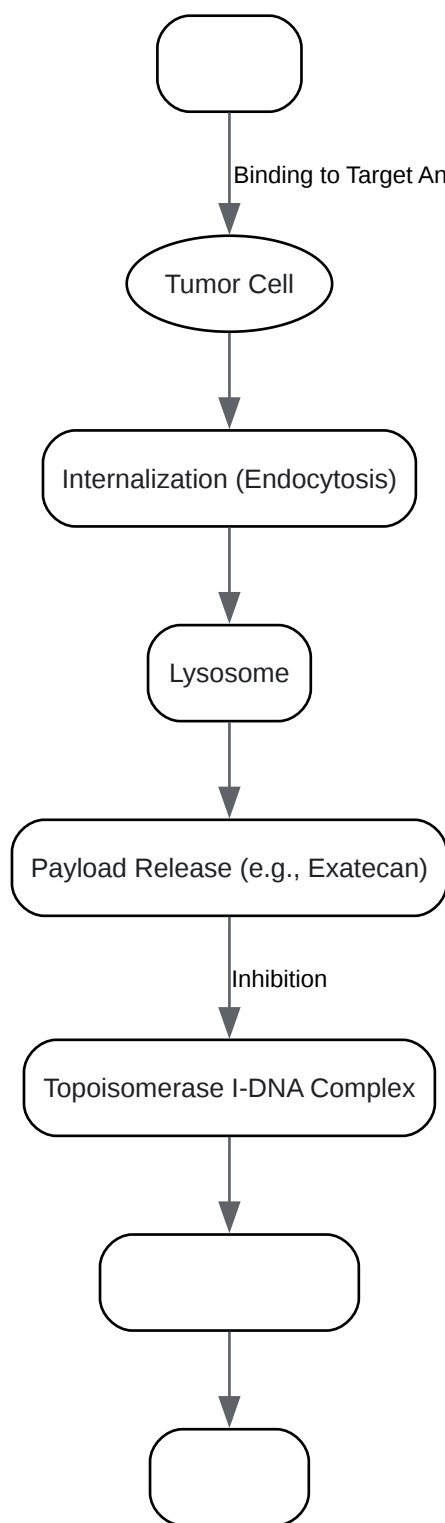 Binding to Target An
Tumor Cell
Internalization (Endocytosis)
Lysosome
Payload Release (e.g., Exatecan)
Inhibition
Topoisomerase I-DNA Complex